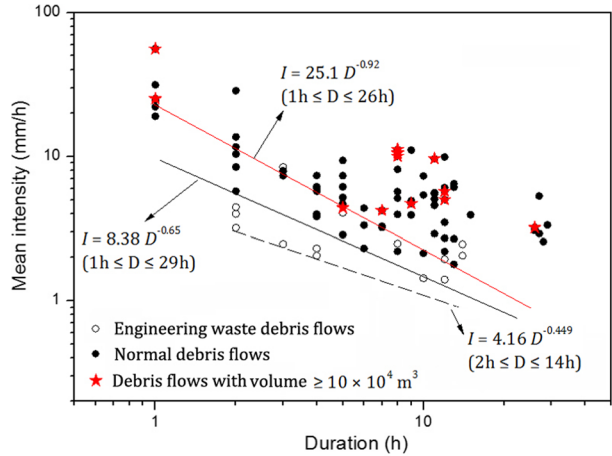 100
10
1
1
10
Mean intensity (mm/h)
Duration (h)
I = 25.1 D^-0.92
(1h ≤ D ≤ 26h)
I = 8.38 D^-0.65
(1h ≤ D ≤ 29h)
I = 4.16 D^-0.449
(2h ≤ D ≤ 14h)
Engineering waste debris flows
Normal debris flows
Debris flows with volume ≥ 10 × 10^4 m^3